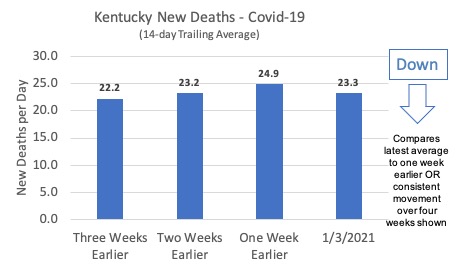 Kentucky New Deaths - Covid-19
(14-day Trailing Average)
New Deaths per Day
30.0
25.0
20.0
15.0
10.0
5.0
0.0
22.2
23.2
24.9
23.3
Three Weeks
Earlier
Two Weeks
Earlier
One Week
Earlier
1/3/2021
Down
Compares
latest average
to one week
earlier OR
consistent
movement
over four
weeks shown